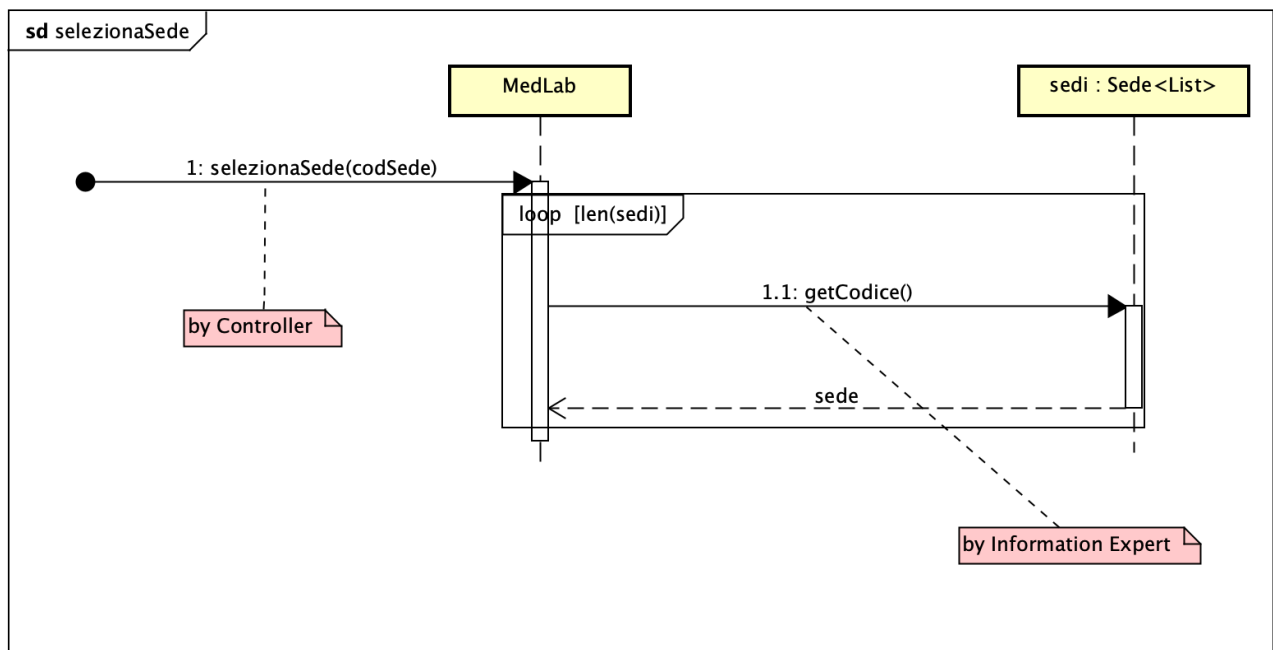 sd selezionaSede
MedLab
sedi : Sede<List>
1: selezionaSede(codSede)
loop [len(sedi)]
1.1: getCodice()
by Controller
sede
by Information Expert